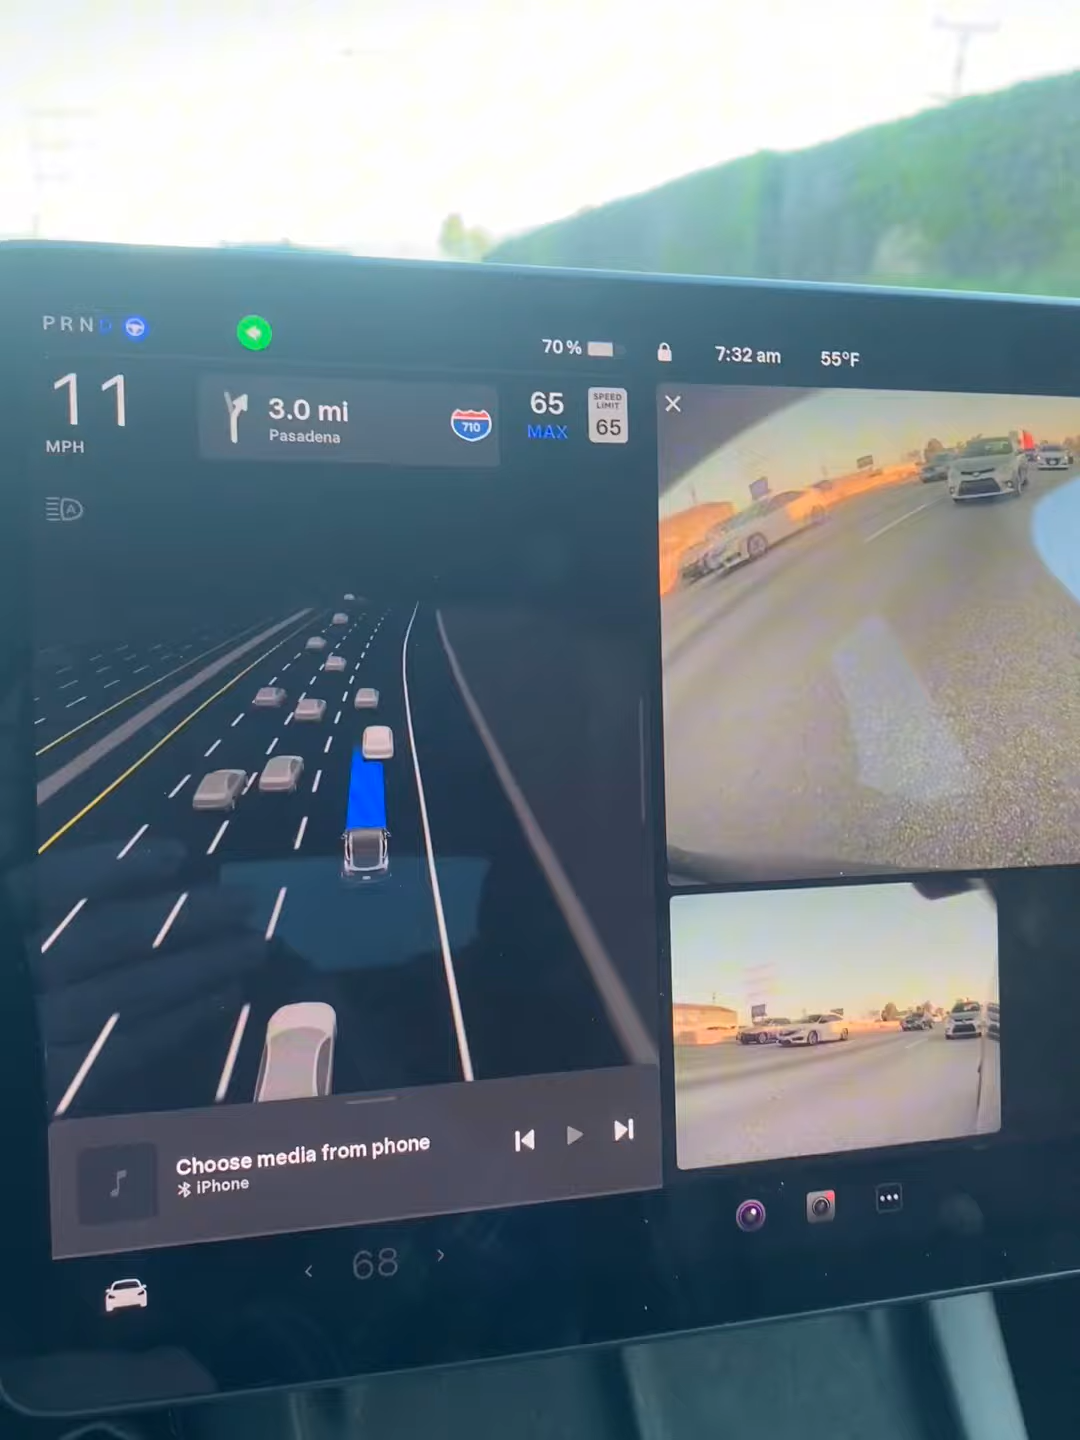 P R N D
70 %
7:32 am
55°F
11
MPH
3.0 mi
Pasadena
710
65
MAX
SPEED
LIMIT
65
A
Choose media from phone
iPhone
68